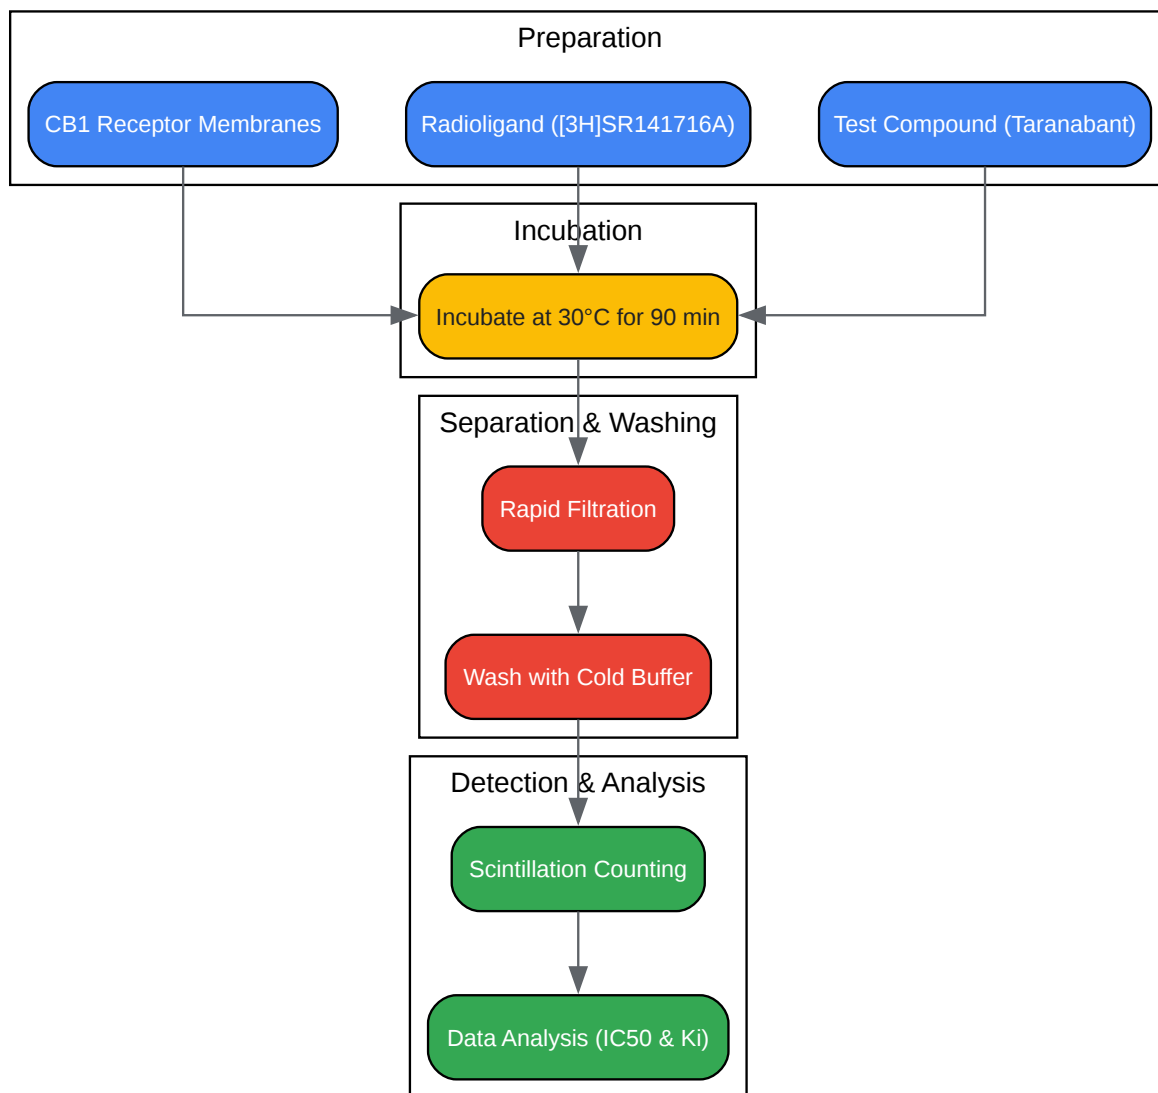 Preparation
CB1 Receptor Membranes
Radioligand ([3H]SR141716A)
Test Compound (Taranabant)
Incubation
Incubate at 30°C for 90 min
Separation & Washing
Rapid Filtration
Wash with Cold Buffer
Detection & Analysis
Scintillation Counting
Data Analysis (IC50 & Ki)